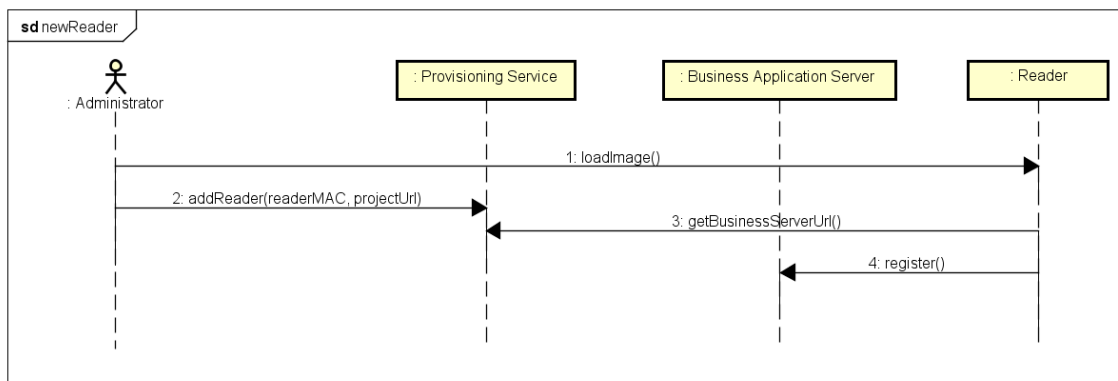 sd newReader
: Administrator
: Provisioning Service
: Business Application Server
: Reader
1: loadImage()
2: addReader(readerMAC, projectUrl)
3: getBusinessServerUrl()
4: register()